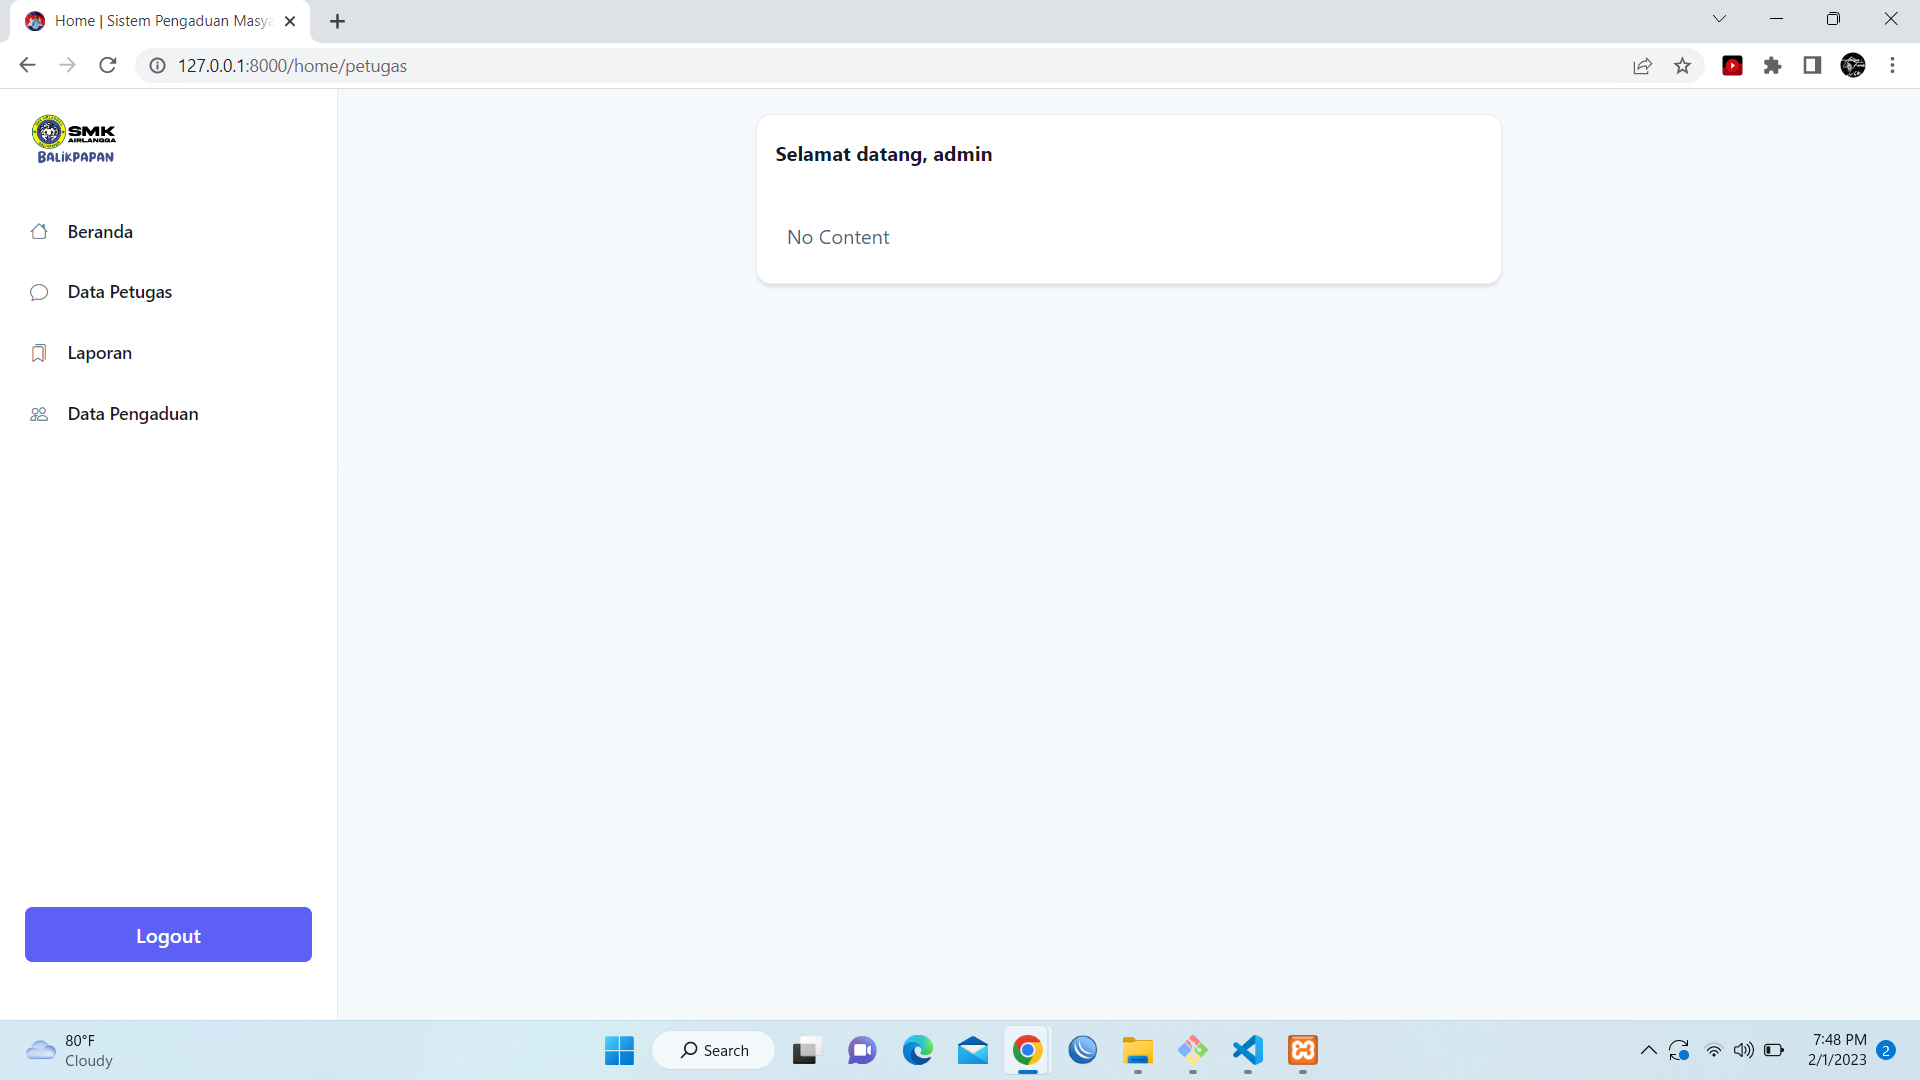 Home | Sistem Pengaduan Masya
127.0.0.1:8000/home/petugas
SMK
AIRLANGGA
BALIKPAPAN
Selamat datang, admin
No Content
Beranda
Data Petugas
Laporan
Data Pengaduan
Logout
80°F
Cloudy
Search
7:48 PM
2/1/2023
2